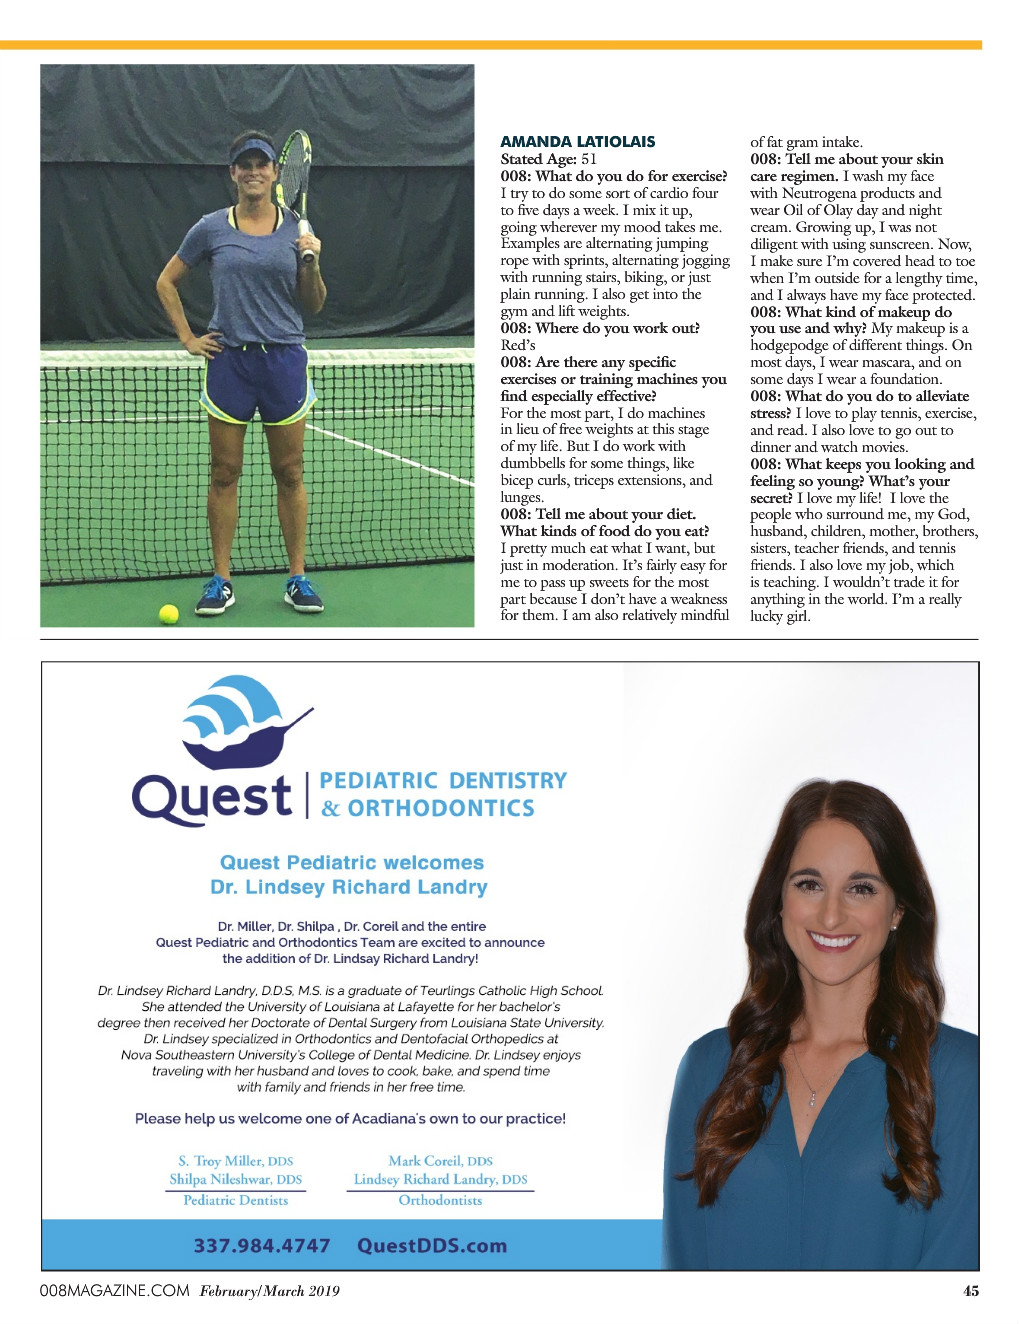 AMANDA LATIOLAIS
Stated Age: 51
008: What do you do for exercise?
I try to do some sort of cardio four
to five days a week. I mix it up,
going wherever my mood takes me.
Examples are alternating jumping
rope with sprints, alternating jogging
with running stairs, biking, or just
plain running. I also get into the
gym and lift weights.
008: Where do you work out?
Red's
008: Are there any specific
exercises or training machines you
find especially effective?
For the most part, I do machines
in lieu of free weights at this stage
of my life. But I do work with
dumbbells for some things, like
bicep curls, triceps extensions, and
lunges.
008: Tell me about your diet.
What kinds of food do you eat?
I pretty much eat what I want, but
just in moderation. It's fairly easy for
me to pass up sweets for the most
part because I don't have a weakness
for them. I am also relatively mindful
of fat gram intake.
008: Tell me about your skin
care regimen. I wash my face
with Neutrogena products and
wear Oil of Olay day and night
cream. Growing up, I was not
diligent with using sunscreen. Now,
I make sure I'm covered head to toe
when I'm outside for a lengthy time,
and I always have my face protected.
008: What kind of makeup do
you use and why? My makeup is a
hodgepodge of different things. On
most days, I wear mascara, and on
some days I wear a foundation.
008: What do you do to alleviate
stress? I love to play tennis, exercise,
and read. I also love to go out to
dinner and watch movies.
008: What keeps you looking and
feeling so young? What's your
secret? I love my life! I love the
people who surround me, my God,
husband, children, mother, brothers,
sisters, teacher friends, and tennis
friends. I also love my job, which
is teaching. I wouldn't trade it for
anything in the world. I'm a really
lucky girl.
Quest
PEDIATRIC DENTISTRY
& ORTHODONTICS
Quest Pediatric welcomes
Dr. Lindsey Richard Landry
Dr. Miller, Dr. Shilpa , Dr. Coreil and the entire
Quest Pediatric and Orthodontics Team are excited to announce
the addition of Dr. Lindsay Richard Landry!
Dr. Lindsey Richard Landry, D.D.S, M.S. is a graduate of Teurlings Catholic High School.
She attended the University of Louisiana at Lafayette for her bachelor's
degree then received her Doctorate of Dental Surgery from Louisiana State University.
Dr. Lindsey specialized in Orthodontics and Dentofacial Orthopedics at
Nova Southeastern University's College of Dental Medicine. Dr. Lindsey enjoys
traveling with her husband and loves to cook, bake, and spend time
with family and friends in her free time.
Please help us welcome one of Acadiana's own to our practice!
S. Troy Miller, DDS
Shilpa Nileshwar, DDS
Pediatric Dentists
Mark Coreil, DDS
Lindsey Richard Landry, DDS
Orthodontists
337.984.4747 QuestDDS.com
008MAGAZINE.COM February/March 2019
45